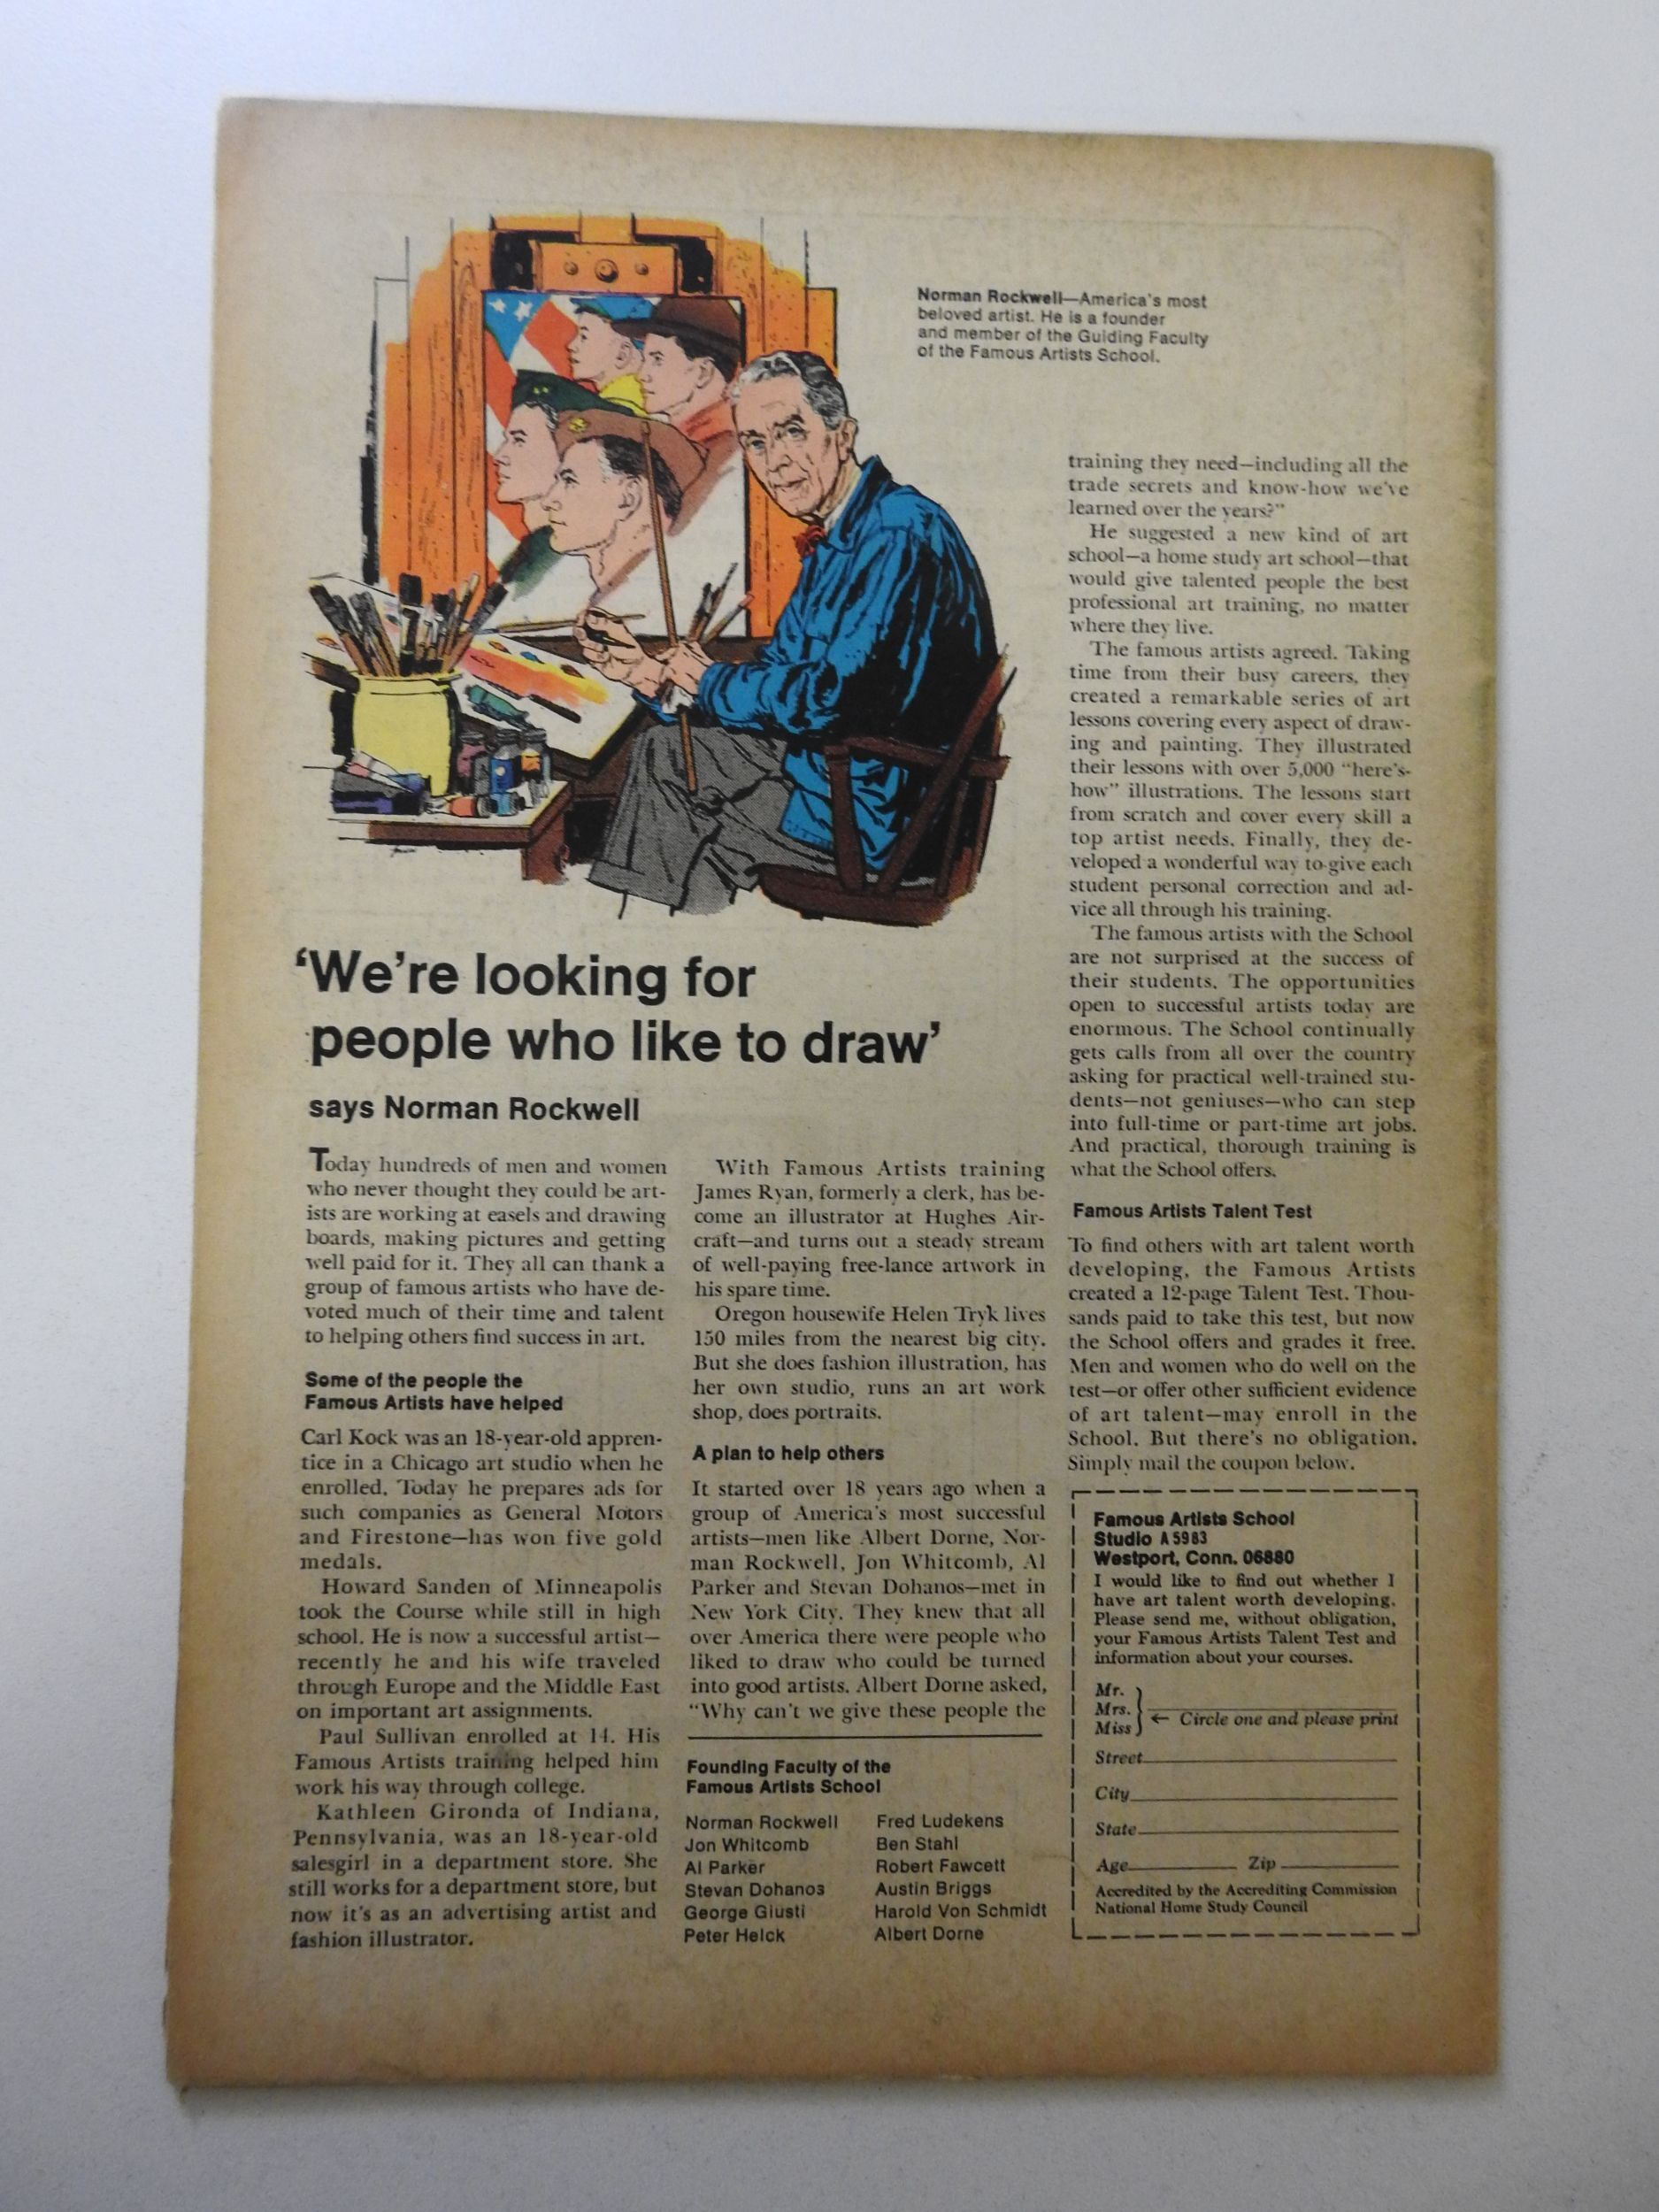 Norman Rockwell—America's most
beloved artist. He is a founder
and member of the Guiding Faculty
of the Famous Artists School.
'We're looking for
people who like to draw'
says Norman Rockwell
Today hundreds of men and women
who never thought they could be art-
ists are working at easels and drawing
boards, making pictures and getting
well paid for it. They all can thank a
group of famous artists who have de-
voted much of their time and talent
to helping others find success in art.
Some of the people the
Famous Artists have helped
Carl Kock was an 18-year-old appren-
tice in a Chicago art studio when he
enrolled. Today he prepares ads for
such companies as General Motors
and Firestone—has won five gold
medals.
Howard Sanden of Minneapolis
took the Course while still in high
school. He is now a successful artist—
recently he and his wife traveled
through Europe and the Middle East
on important art assignments.
Paul Sullivan enrolled at 14. His
Famous Artists training helped him
work his way through college.
Kathleen Gironda of Indiana,
Pennsylvania, was an 18-year-old
salesgirl in a department store. She
still works for a department store, but
now it's as an advertising artist and
fashion illustrator.
With Famous Artists training
James Ryan, formerly a clerk, has be-
come an illustrator at Hughes Air-
craft—and turns out a steady stream
of well-paying free-lance artwork in
his spare time.
Oregon housewife Helen Tryk lives
150 miles from the nearest big city.
But she does fashion illustration, has
her own studio, runs an art work
shop, does portraits.
A plan to help others
It started over 18 years ago when a
group of America's most successful
artists—men like Albert Dorne, Nor-
man Rockwell, Jon Whitcomb, Al
Parker and Stevan Dohanos—met in
New York City. They knew that all
over America there were people who
liked to draw who could be turned
into good artists. Albert Dorne asked,
"Why can't we give these people the
training they need—including all the
trade secrets and know-how we've
learned over the years?"
He suggested a new kind of art
school—a home study art school—that
would give talented people the best
professional art training, no matter
where they live.
The famous artists agreed. Taking
time from their busy careers, they
created a remarkable series of art
lessons covering every aspect of draw-
ing and painting. They illustrated
their lessons with over 5,000 "here's-
how" illustrations. The lessons start
from scratch and cover every skill a
top artist needs. Finally, they de-
veloped a wonderful way to give each
student personal correction and ad-
vice all through his training.
The famous artists with the School
are not surprised at the success of
their students. The opportunities
open to successful artists today are
enormous. The School continually
gets calls from all over the country
asking for practical well-trained stu-
dents—not geniuses—who can step
into full-time or part-time art jobs.
And practical, thorough training is
what the School offers.
Famous Artists Talent Test
To find others with art talent worth
developing, the Famous Artists
created a 12-page Talent Test. Thou-
sands paid to take this test, but now
the School offers and grades it free.
Men and women who do well on the
test—or offer other sufficient evidence
of art talent—may enroll in the
School. But there's no obligation.
Simply mail the coupon below.
Founding Faculty of the
Famous Artists School
Norman Rockwell
Jon Whitcomb
Al Parker
Stevan Dohanos
George Giusti
Peter Helck
Fred Ludekens
Ben Stahl
Robert Fawcett
Austin Briggs
Harold Von Schmidt
Albert Dorne
Famous Artists School
Studio A5983
Westport, Conn. 06880
I would like to find out whether I
have art talent worth developing.
Please send me, without obligation,
your Famous Artists Talent Test and
information about your courses.
Mr.
Mrs.
Miss
← Circle one and please print
Street
City
State
Age Zip
Accredited by the Accrediting Commission
National Home Study Council